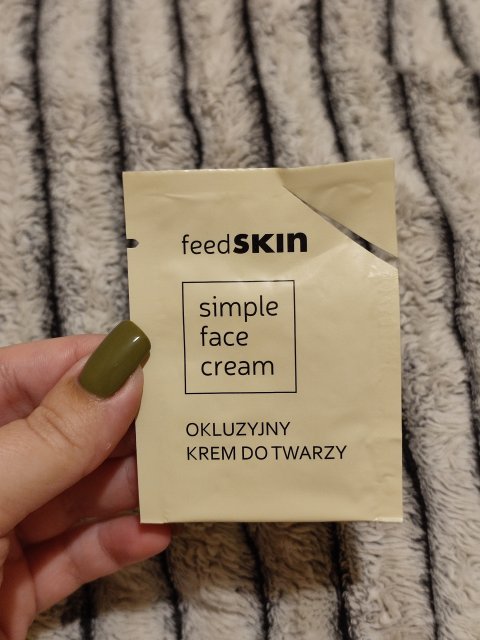 feedSKIn
simple
face
cream
OKLUZYJNY
KREM DO TWARZY